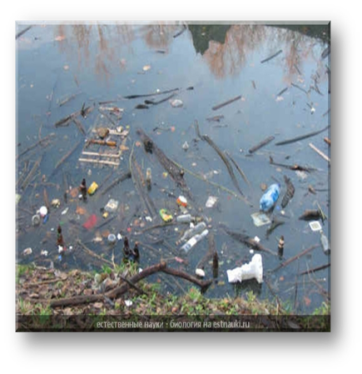 естественные науки - биология на estnauki.ru